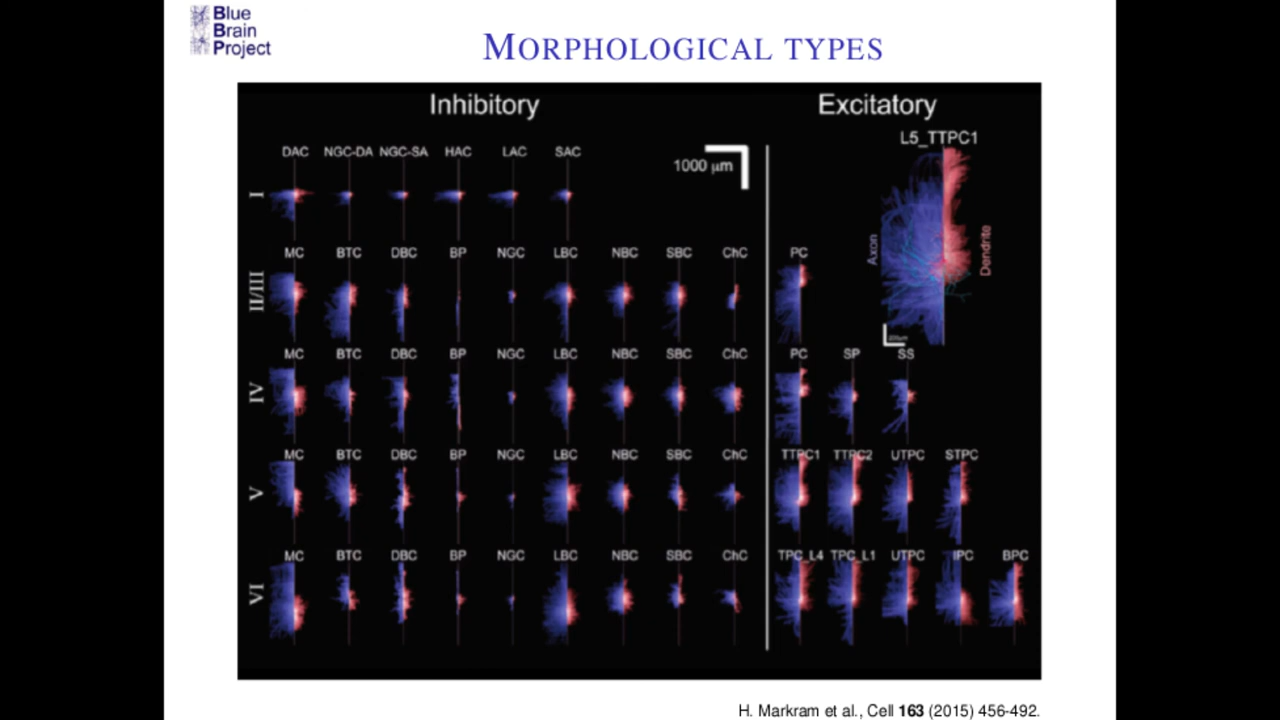 Blue
Brain
Project
MORPHOLOGICAL TYPES
Inhibitory
Excitatory
L5_TTPC1
DAC NGC-DA NGC-SA HAC LAC SAC
1000 μm
I
Axon
Dendrite
MC BTC DBC BP NGC LBC NBC SBC ChC PC
II/III
MC BTC DBC BP NGC LBC NBC SBC ChC PC SP SS
IV
MC BTC DBC BP NGC LBC NBC SBC ChC TTPC1 TTPC2 UTPC STPC
V
MC BTC DBC BP NGC LBC NBC SBC ChC TPC_L4 TPC_L1 UTPC IPC BPC
VI
H. Markram et al., Cell 163 (2015) 456-492.